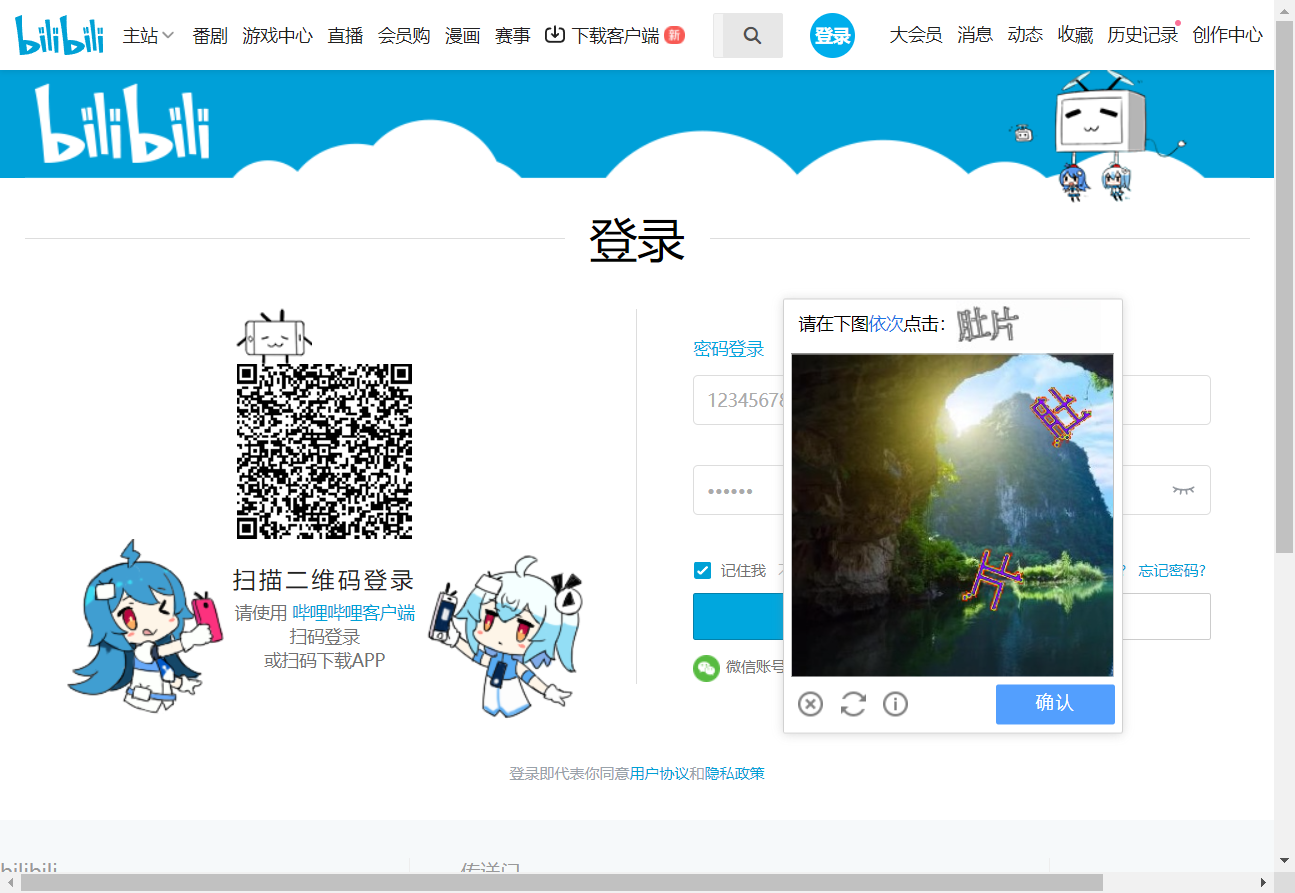 bilibili 主站 番剧 游戏中心 直播 会员购 漫画 赛事 下载客户端 新 登录 大会员 消息 动态 收藏 历史记录 创作中心
bilibili
登录
请在下图依次点击：肚片
密码登录
12345678
肚
••••••
片
扫描二维码登录
请使用 哔哩哔哩客户端
扫码登录
或扫码下载APP
记住我
? 忘记密码?
微信账号
确认
登录即代表你同意用户协议和隐私政策
bilibili 传送门